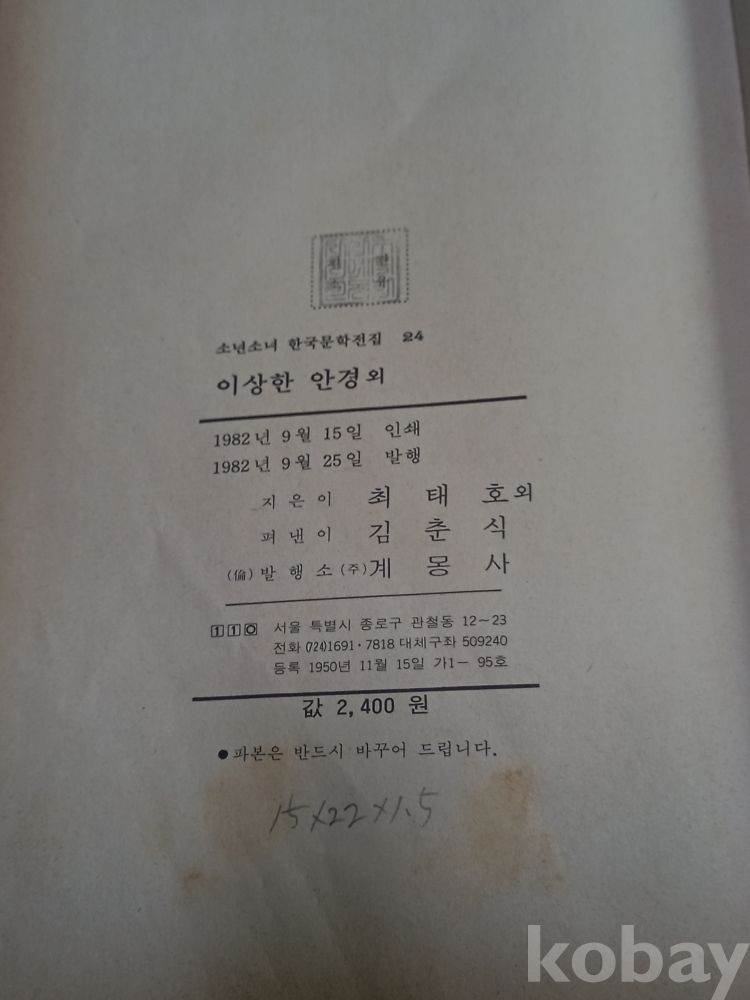 소년소녀 한국문학전집 24
이상한 안경외
1982년 9월 15일 인쇄
1982년 9월 25일 발행
지은이 최태호외
펴낸이 김춘식
(倫) 발행소 (주) 계몽사
110 서울 특별시 종로구 관철동 12~23
전화 (724)1691·7818 대체구좌 509240
등록 1950년 11월 15일 가1- 95호
값 2,400 원
●파본은 반드시 바꾸어 드립니다.
15×22×1.5
kobay